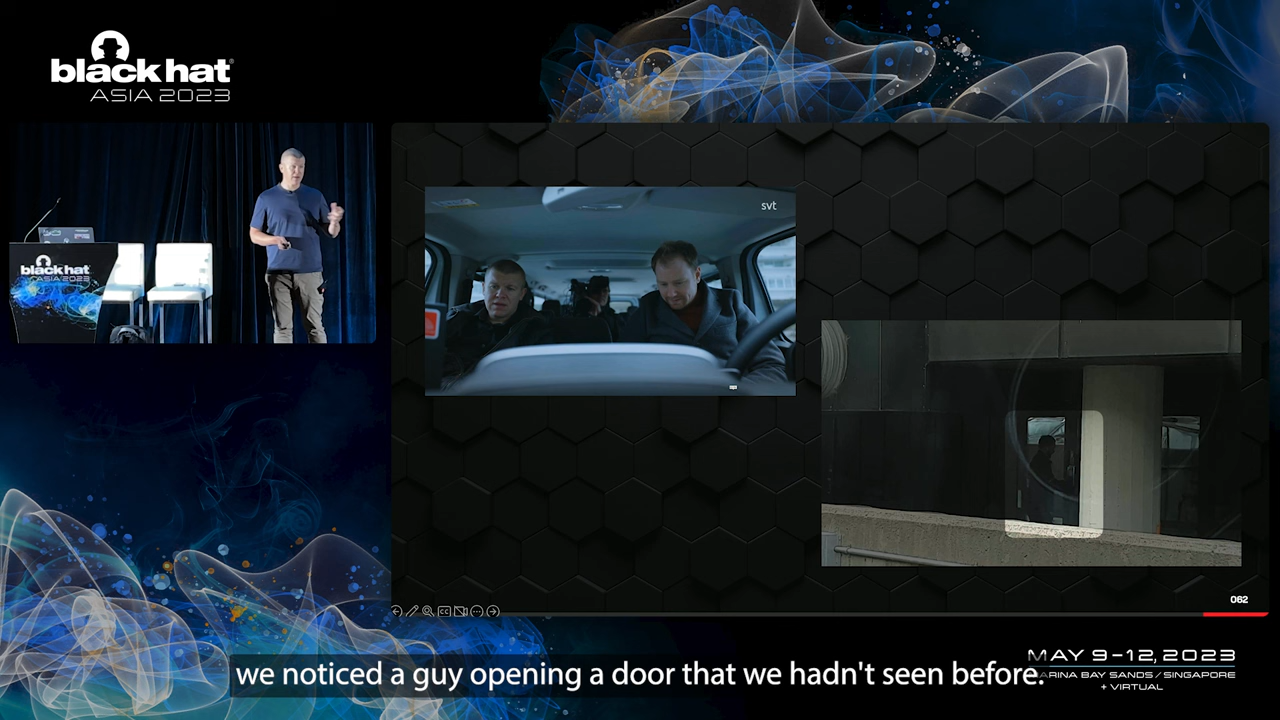 black hat
ASIA 2023
svt
black hat
ASIA 2023
062
we noticed a guy opening a door that we hadn't seen before.
MAY 9-12, 2023
ARINA BAY SANDS / SINGAPORE
+ VIRTUAL